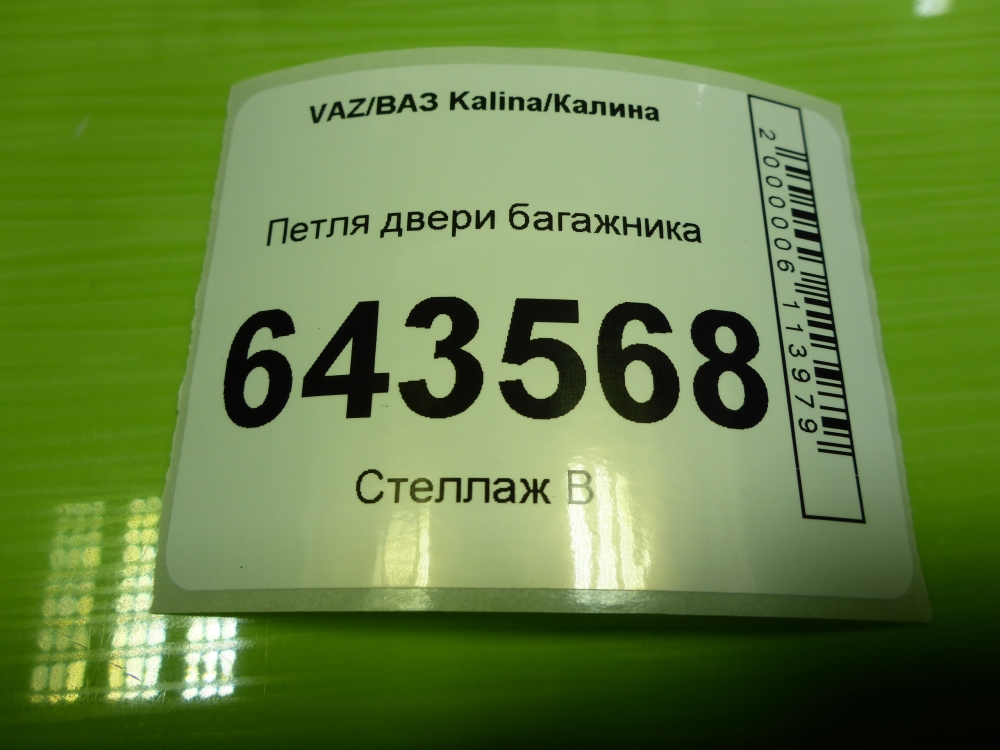 VAZ/ВАЗ Kalina/Калина
Петля двери багажника
643568
Стеллаж В
2000006113979